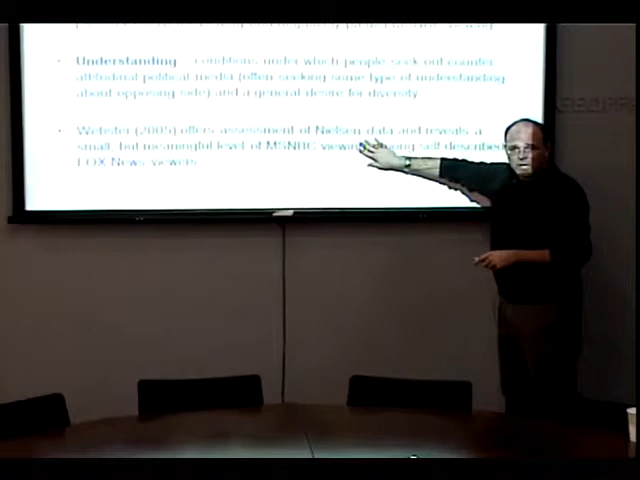 • Understanding - conditions under which people seek out counter
attitudinal political media (often seeking some type of understanding
about opposing side) and a general desire for diversity
• Webster (2005) offers assessment of Nielsen data and reveals a
small, but meaningful level of MSNBC viewing among self described
FOX News viewers